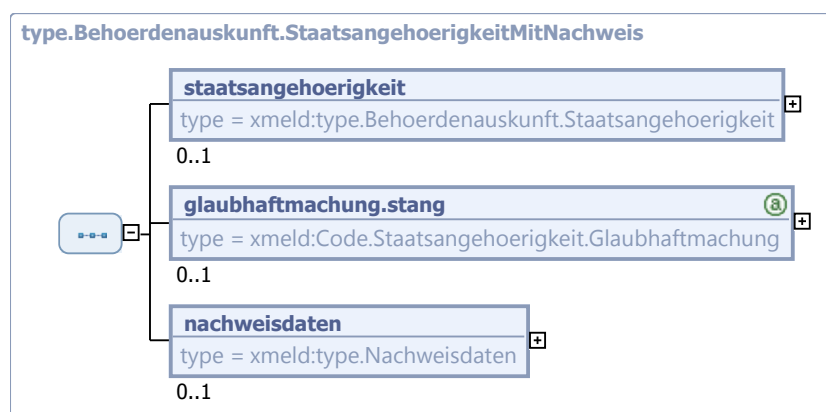 type.Behoerdenauskunft.StaatsangehoerigkeitMitNachweis
staatsangehoerigkeit
type = xmeld:type.Behoerdenauskunft.Staatsangehoerigkeit
0..1
glaubhaftmachung.stang
a
type = xmeld:Code.Staatsangehoerigkeit.Glaubhaftmachung
0..1
nachweisdaten
type = xmeld:type.Nachweisdaten
0..1